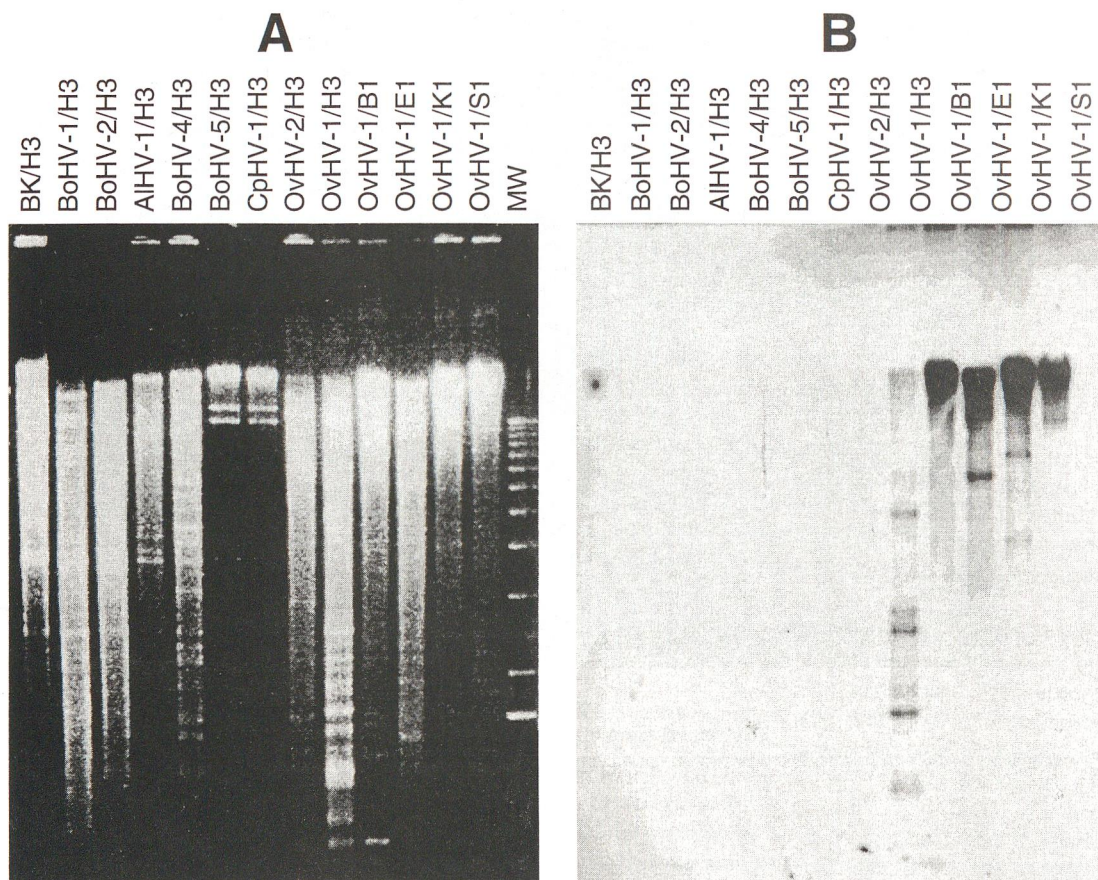 A
B
BK/H3
BoHV-1/H3
BoHV-2/H3
AlHV-1/H3
BoHV-4/H3
BoHV-5/H3
CpHV-1/H3
OvHV-2/H3
OvHV-1/H3
OvHV-1/B1
OvHV-1/E1
OvHV-1/K1
OvHV-1/S1
MW
BK/H3
BoHV-1/H3
BoHV-2/H3
AlHV-1/H3
BoHV-4/H3
BoHV-5/H3
CpHV-1/H3
OvHV-2/H3
OvHV-1/H3
OvHV-1/B1
OvHV-1/E1
OvHV-1/K1
OvHV-1/S1